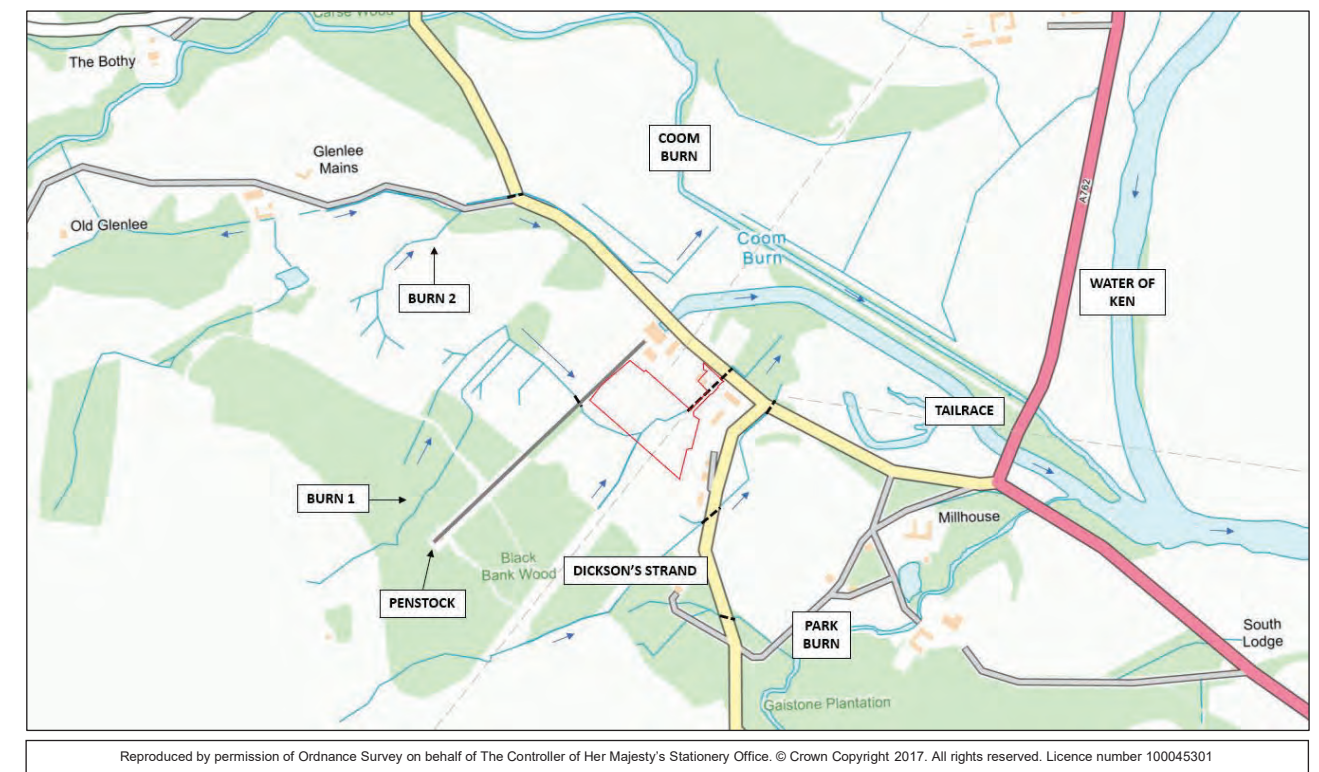 Carse Wood
The Bothy
Glenlee
Mains
Old Glenlee
COOM
BURN
Coom
Burn
A762
WATER OF
KEN
BURN 2
TAILRACE
BURN 1
Millhouse
Black
Bank Wood
DICKSON'S STRAND
PENSTOCK
PARK
BURN
South
Lodge
Gaistone Plantation
Reproduced by permission of Ordnance Survey on behalf of The Controller of Her Majesty's Stationery Office. © Crown Copyright 2017. All rights reserved. Licence number 100045301